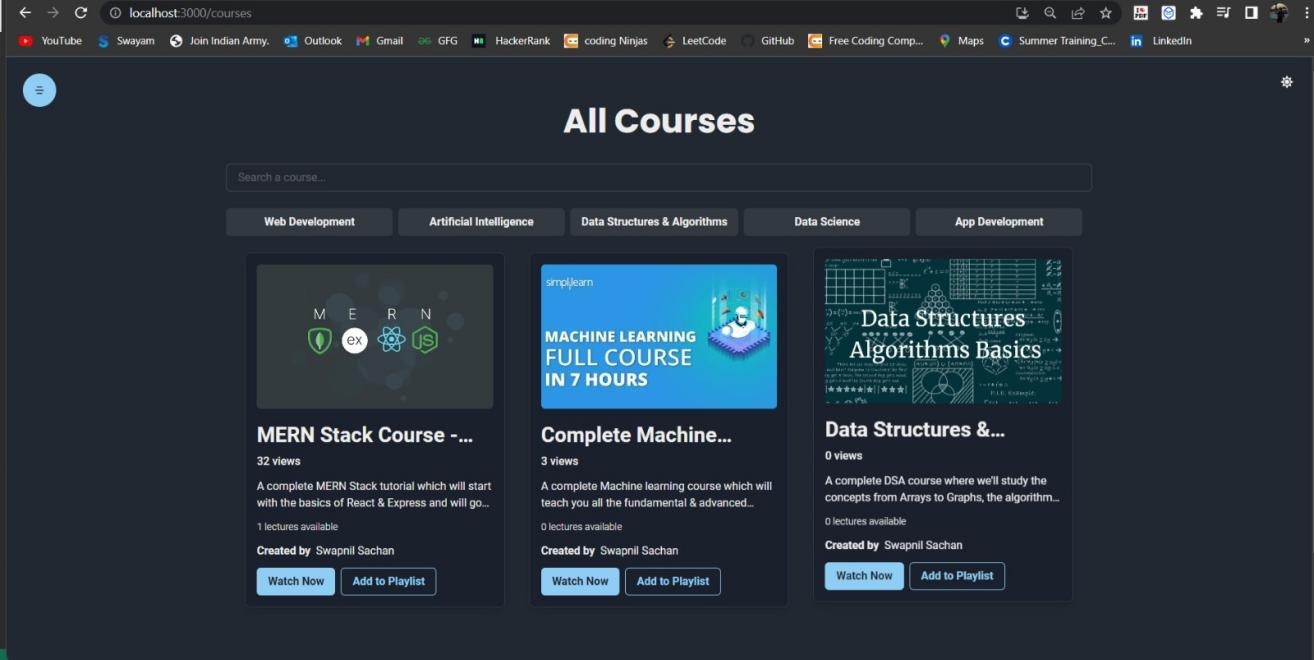 localhost:3000/courses
YouTube Swayam Join Indian Army. Outlook Gmail GFG HackerRank coding Ninjas LeetCode GitHub Free Coding Comp... Maps Summer Training_C... LinkedIn »
All Courses
Search a course...
Web Development Artificial Intelligence Data Structures & Algorithms Data Science App Development
M E R N
ex JS
MERN Stack Course -...
32 views
A complete MERN Stack tutorial which will start
with the basics of React & Express and will go...
1 lectures available
Created by Swapnil Sachan
Watch Now Add to Playlist
simplilearn
MACHINE LEARNING
FULL COURSE
IN 7 HOURS
Complete Machine...
3 views
A complete Machine learning course which will
teach you all the fundamental & advanced...
0 lectures available
Created by Swapnil Sachan
Watch Now Add to Playlist
Data Structures
Algorithms Basics
Data Structures &...
0 views
A complete DSA course where we'll study the
concepts from Arrays to Graphs, the algorithm...
0 lectures available
Created by Swapnil Sachan
Watch Now Add to Playlist